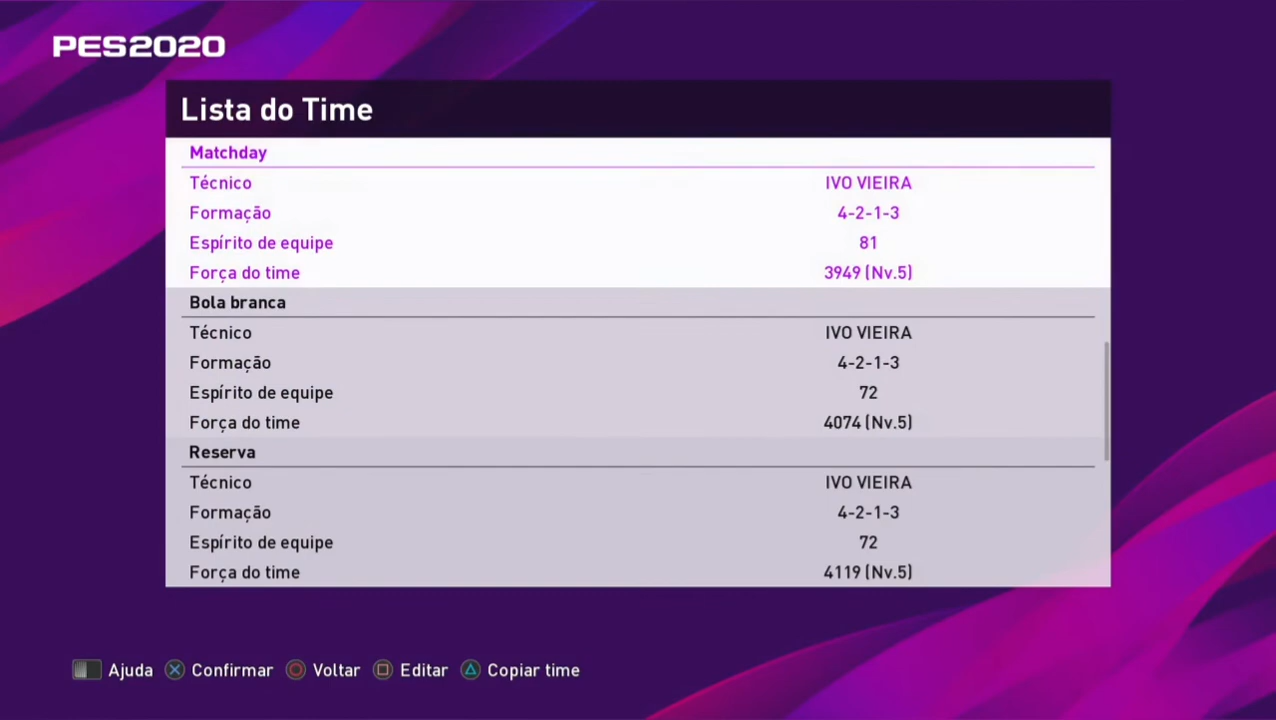 PES2020
Lista do Time
Matchday
Técnico IVO VIEIRA
Formação 4-2-1-3
Espírito de equipe 81
Força do time 3949 (Nv.5)
Bola branca
Técnico IVO VIEIRA
Formação 4-2-1-3
Espírito de equipe 72
Força do time 4074 (Nv.5)
Reserva
Técnico IVO VIEIRA
Formação 4-2-1-3
Espírito de equipe 72
Força do time 4119 (Nv.5)
Ajuda Confirmar Voltar Editar Copiar time